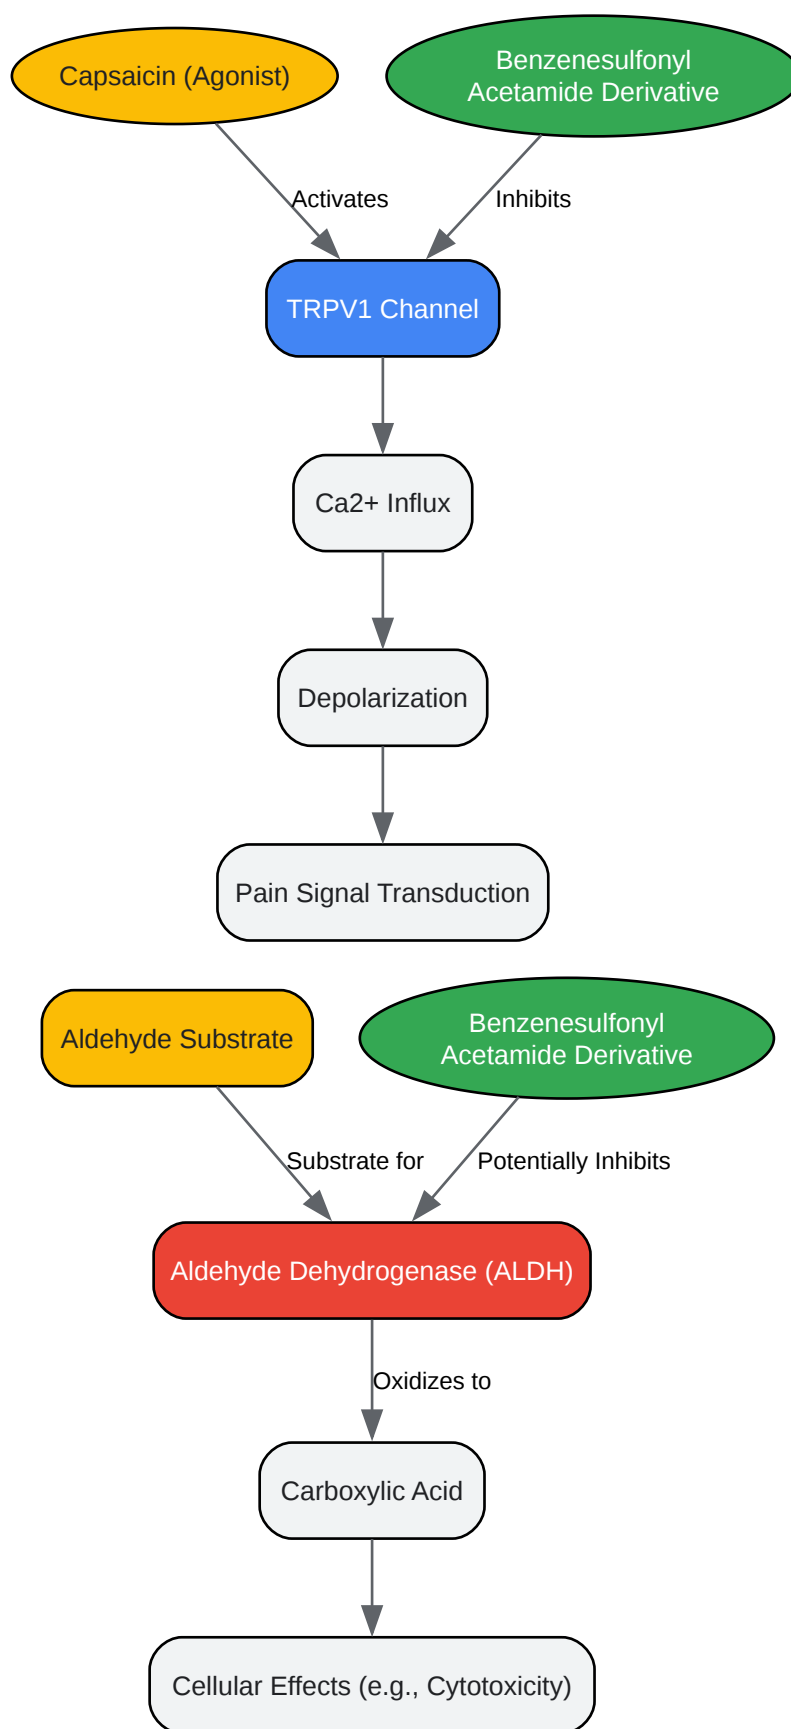 Capsaicin (Agonist)
Benzenesulfonyl
Acetamide Derivative
Activates
Inhibits
TRPV1 Channel
Ca2+ Influx
Depolarization
Pain Signal Transduction
Aldehyde Substrate
Benzenesulfonyl
Acetamide Derivative
Substrate for
Potentially Inhibits
Aldehyde Dehydrogenase (ALDH)
Oxidizes to
Carboxylic Acid
Cellular Effects (e.g., Cytotoxicity)